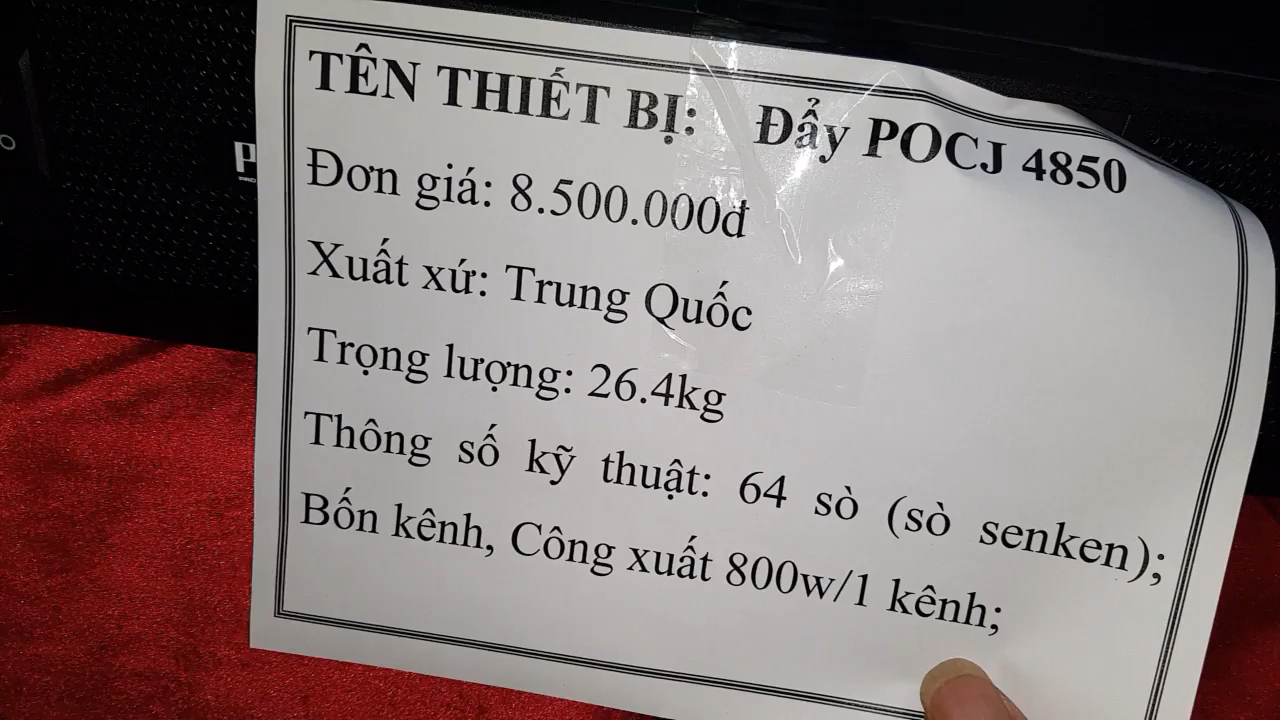 TÊN THIẾT BỊ: Đẩy POCJ 4850
Đơn giá: 8.500.000đ
Xuất xứ: Trung Quốc
Trọng lượng: 26.4kg
Thông số kỹ thuật: 64 sò (sò senken);
Bốn kênh, Công xuất 800w/1 kênh;